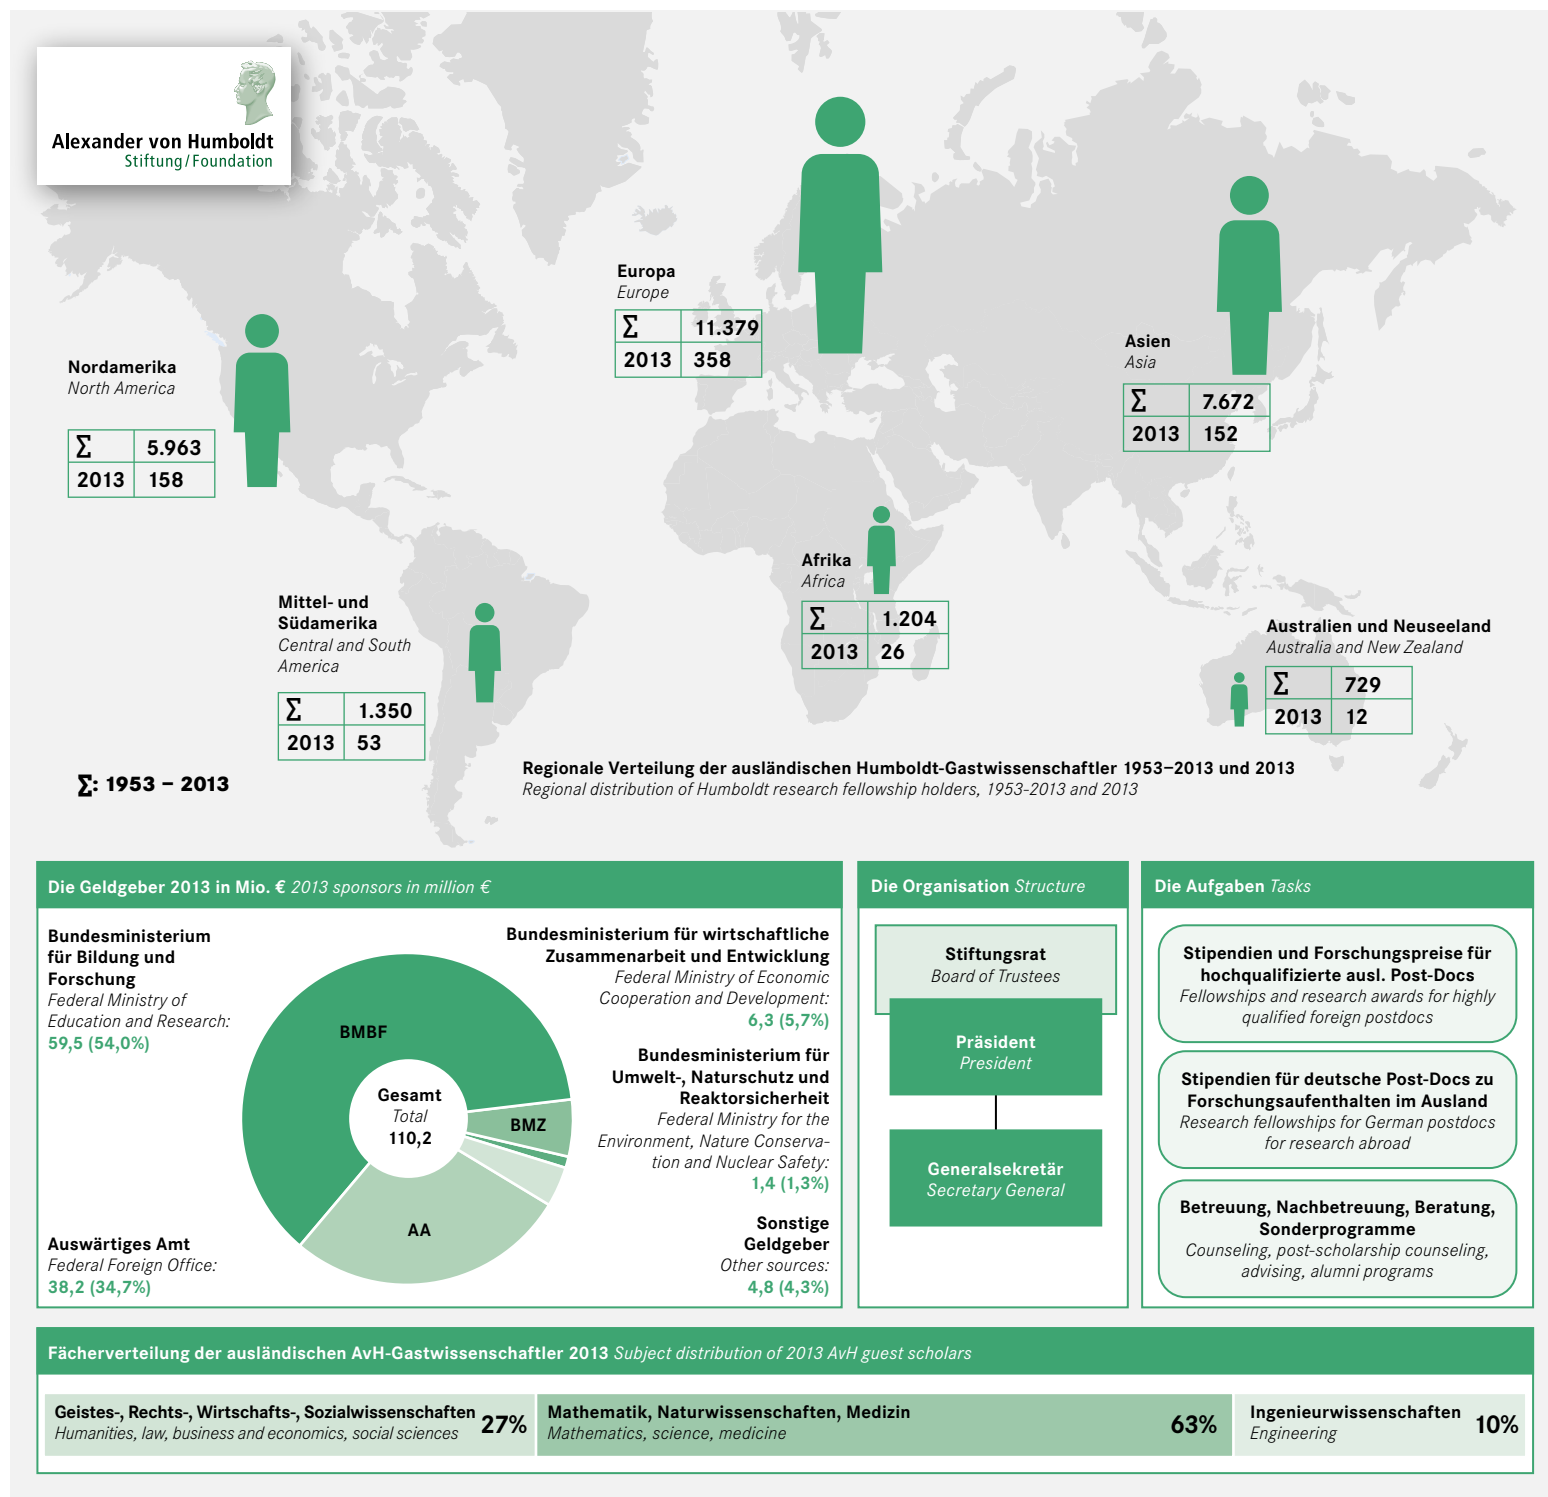 Alexander von Humboldt
Stiftung/Foundation
Europa
Europe
Σ 11.379
2013 358
Asien
Asia
Σ 7.672
2013 152
Nordamerika
North America
Σ 5.963
2013 158
Afrika
Africa
Σ 1.204
2013 26
Mittel- und
Südamerika
Central and South
America
Σ 1.350
2013 53
Australien und Neuseeland
Australia and New Zealand
Σ 729
2013 12
Σ: 1953 – 2013
Regionale Verteilung der ausländischen Humboldt-Gastwissenschaftler 1953–2013 und 2013
Regional distribution of Humboldt research fellowship holders, 1953-2013 and 2013
Die Geldgeber 2013 in Mio. € 2013 sponsors in million €
Bundesministerium
für Bildung und
Forschung
Federal Ministry of
Education and Research:
59,5 (54,0%)
Auswärtiges Amt
Federal Foreign Office:
38,2 (34,7%)
BMBF
Gesamt
Total
110,2
BMZ
AA
Bundesministerium für wirtschaftliche
Zusammenarbeit und Entwicklung
Federal Ministry of Economic
Cooperation and Development:
6,3 (5,7%)
Bundesministerium für
Umwelt-, Naturschutz und
Reaktorsicherheit
Federal Ministry for the
Environment, Nature Conserva-
tion and Nuclear Safety:
1,4 (1,3%)
Sonstige
Geldgeber
Other sources:
4,8 (4,3%)
Die Organisation Structure
Stiftungsrat
Board of Trustees
Präsident
President
Generalsekretär
Secretary General
Die Aufgaben Tasks
Stipendien und Forschungspreise für
hochqualifizierte ausl. Post-Docs
Fellowships and research awards for highly
qualified foreign postdocs
Stipendien für deutsche Post-Docs zu
Forschungsaufenthalten im Ausland
Research fellowships for German postdocs
for research abroad
Betreuung, Nachbetreuung, Beratung,
Sonderprogramme
Counseling, post-scholarship counseling,
advising, alumni programs
Fächerverteilung der ausländischen AvH-Gastwissenschaftler 2013 Subject distribution of 2013 AvH guest scholars
Geistes-, Rechts-, Wirtschafts-, Sozialwissenschaften
Humanities, law, business and economics, social sciences
27%
Mathematik, Naturwissenschaften, Medizin
Mathematics, science, medicine
63%
Ingenieurwissenschaften
Engineering
10%